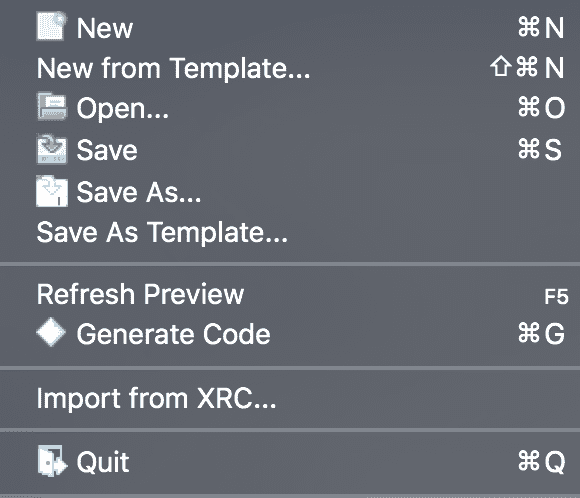 New ⌘N
New from Template... ⇧⌘N
Open... ⌘O
Save ⌘S
Save As...
Save As Template...
Refresh Preview F5
Generate Code ⌘G
Import from XRC...
Quit ⌘Q